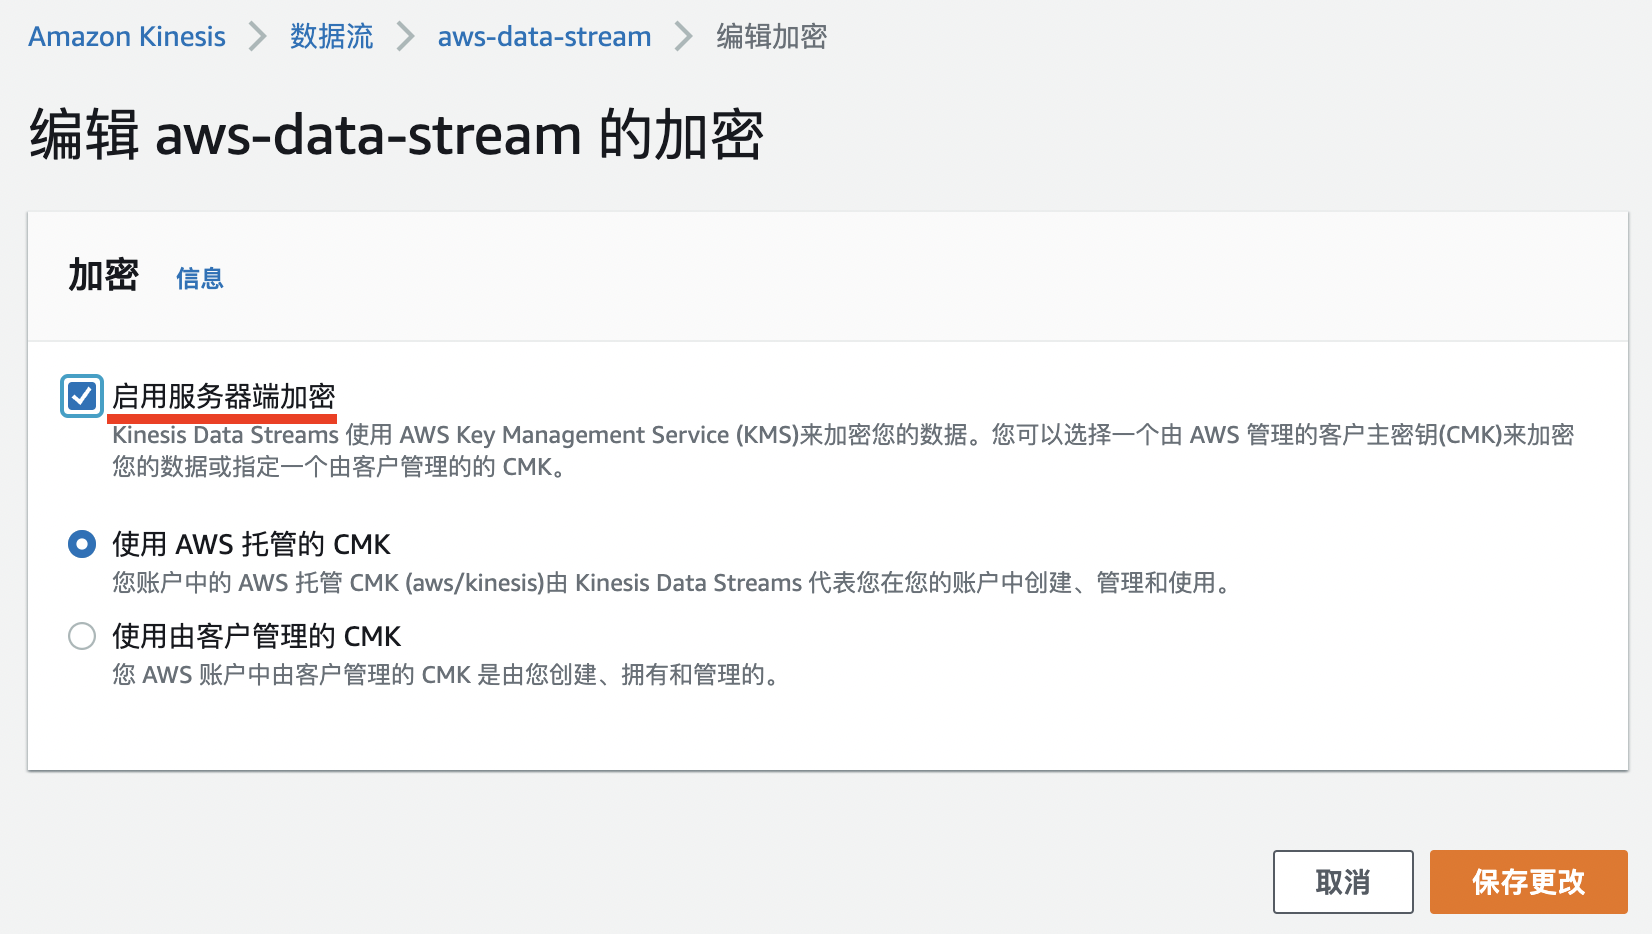 Amazon Kinesis > 数据流 > aws-data-stream > 编辑加密
编辑 aws-data-stream 的加密
加密 信息
启用服务器端加密
Kinesis Data Streams 使用 AWS Key Management Service (KMS)来加密您的数据。您可以选择一个由 AWS 管理的客户主密钥(CMK)来加密
您的数据或指定一个由客户管理的的 CMK。
使用 AWS 托管的 CMK
您账户中的 AWS 托管 CMK (aws/kinesis)由 Kinesis Data Streams 代表您在您的账户中创建、管理和使用。
使用由客户管理的 CMK
您 AWS 账户中由客户管理的 CMK 是由您创建、拥有和管理的。
取消 保存更改